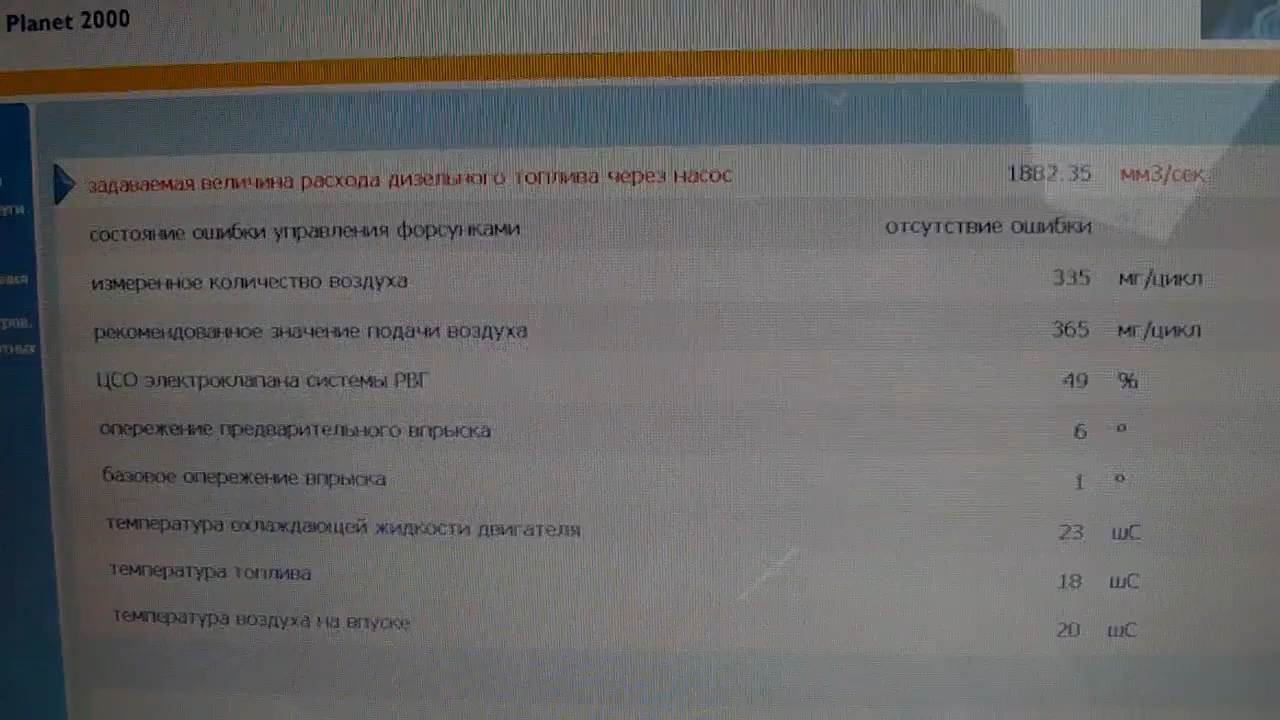 Planet 2000
задаваемая величина расхода дизельного топлива через насос 1882.35 мм3/сек
состояние ошибки управления форсунками отсутствие ошибки
измеренное количество воздуха 335 мг/цикл
рекомендованное значение подачи воздуха 365 мг/цикл
ЦСО электроклапана системы РВГ 49 %
опережение предварительного впрыска 6 °
базовое опережение впрыска 1 °
температура охлаждающей жидкости двигателя 23 шС
температура топлива 18 шС
температура воздуха на впуске 20 шС